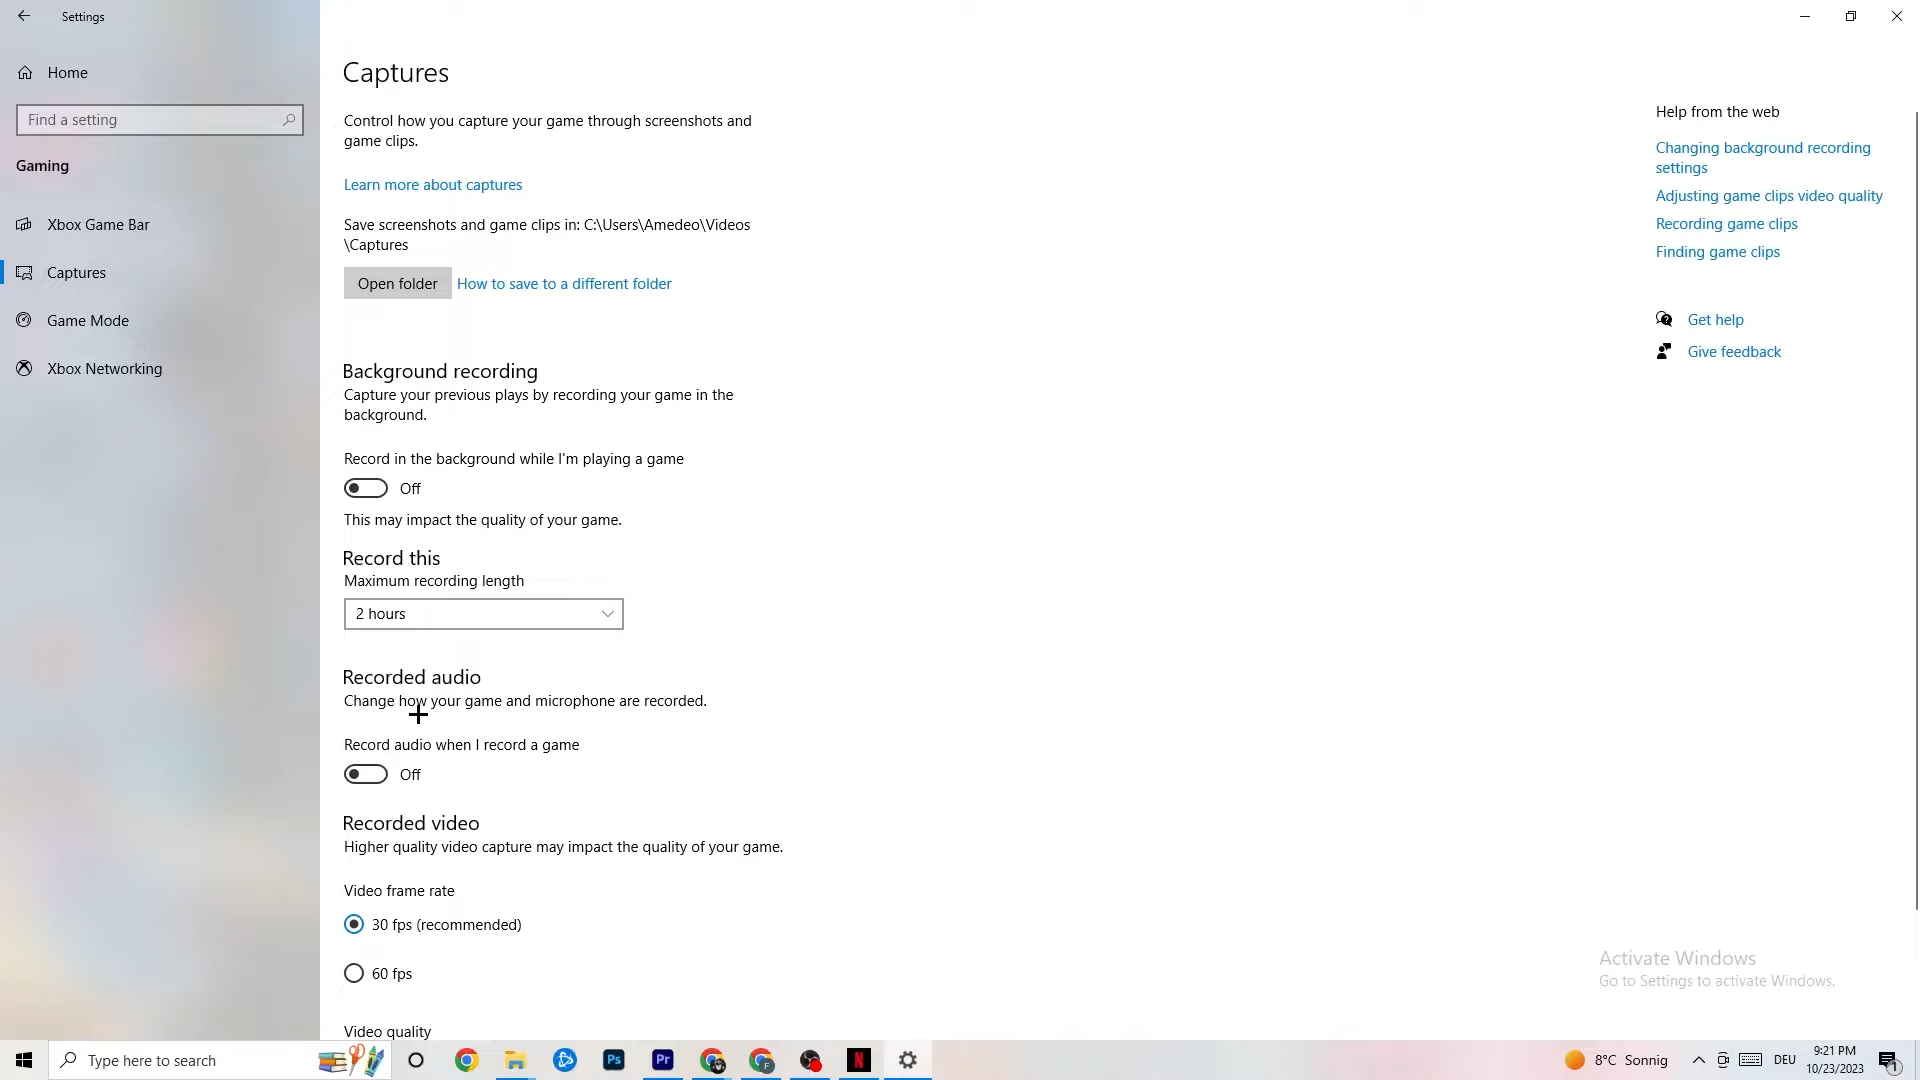 Settings
Home
Find a setting
Gaming
Xbox Game Bar
Captures
Game Mode
Xbox Networking
Captures
Control how you capture your game through screenshots and
game clips.
Learn more about captures
Save screenshots and game clips in: C:\Users\Amedeo\Videos
\Captures
Open folder
How to save to a different folder
Background recording
Capture your previous plays by recording your game in the
background.
Record in the background while I'm playing a game
Off
This may impact the quality of your game.
Record this
Maximum recording length
2 hours
Recorded audio
Change how your game and microphone are recorded.
Record audio when I record a game
Off
Recorded video
Higher quality video capture may impact the quality of your game.
Video frame rate
30 fps (recommended)
60 fps
Video quality
Help from the web
Changing background recording
settings
Adjusting game clips video quality
Recording game clips
Finding game clips
Get help
Give feedback
Activate Windows
Go to Settings to activate Windows.
Type here to search
Ps
Pr
F
N
8°C Sonnig
DEU
9:21 PM
10/23/2023
1